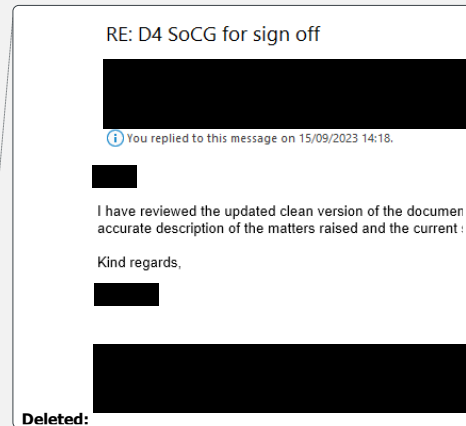 RE: D4 SoCG for sign off
You replied to this message on 15/09/2023 14:18.
I have reviewed the updated clean version of the documen
accurate description of the matters raised and the current
Kind regards,
Deleted: